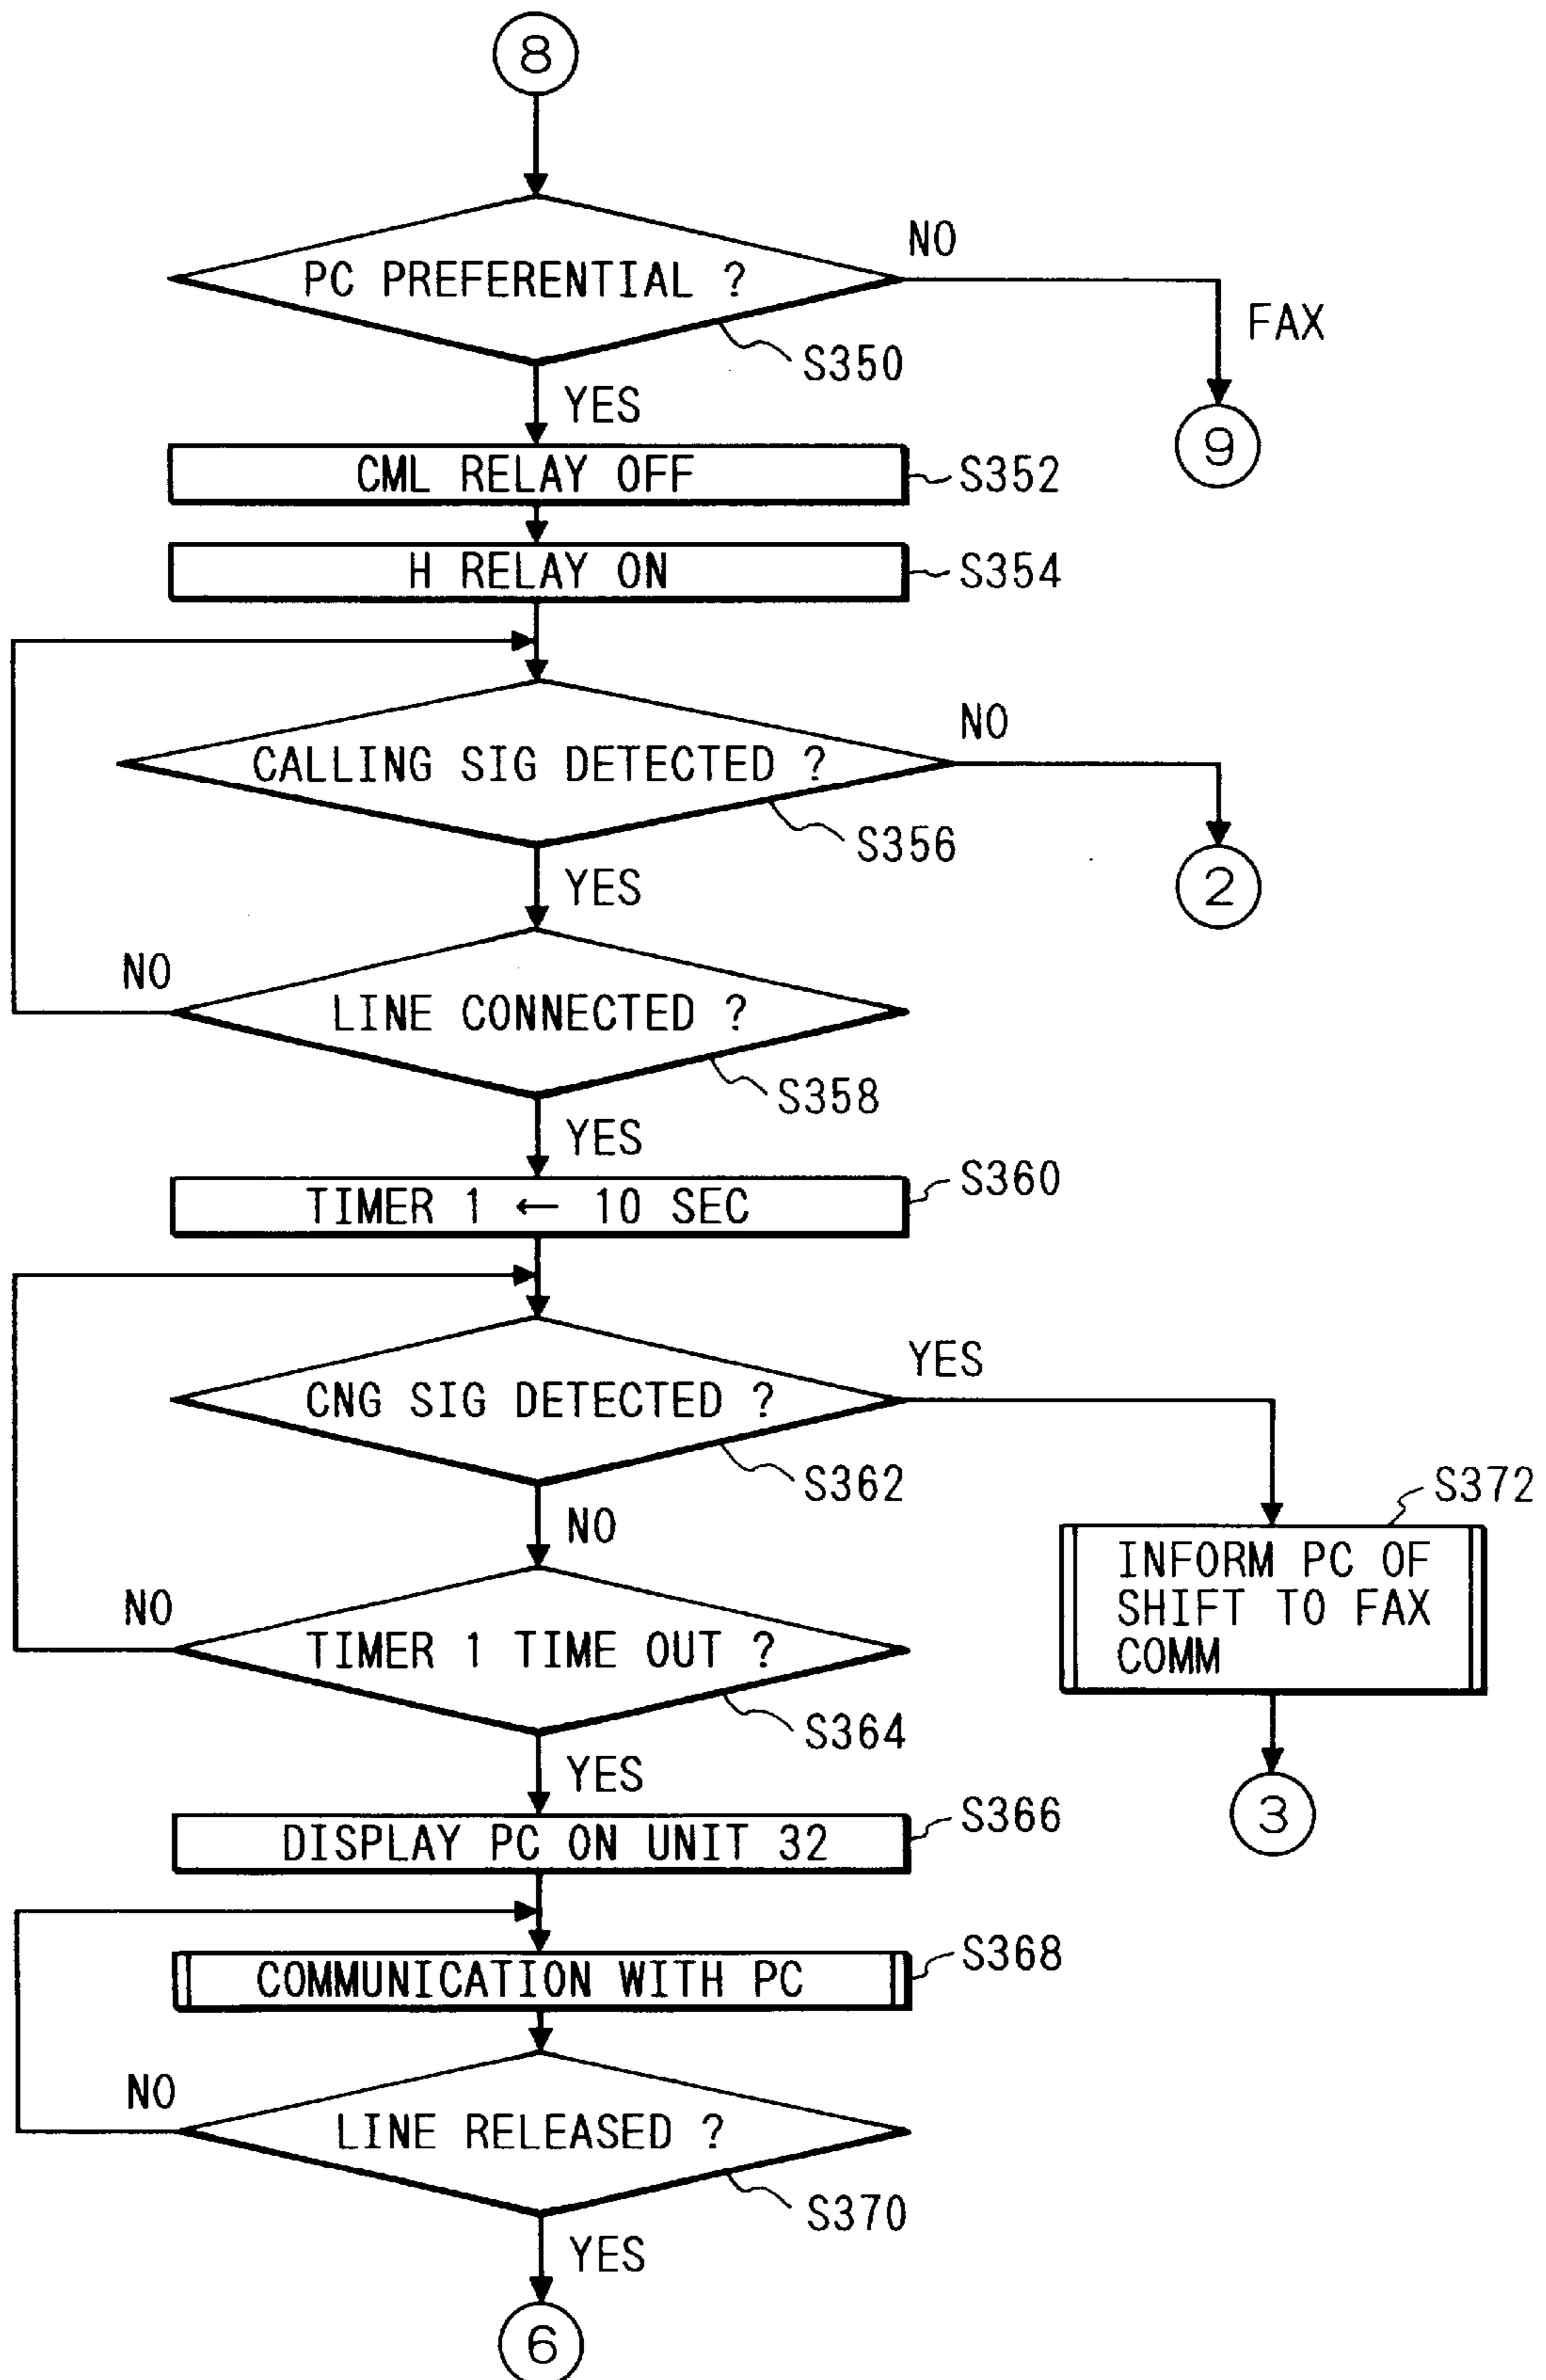 8
PC PREFERENTIAL ?
NO
FAX
S350
YES
9
CML RELAY OFF
S352
H RELAY ON
S354
CALLING SIG DETECTED ?
NO
S356
YES
2
LINE CONNECTED ?
NO
S358
YES
TIMER 1 ← 10 SEC
S360
CNG SIG DETECTED ?
YES
S362
NO
S372
INFORM PC OF
SHIFT TO FAX
COMM
3
TIMER 1 TIME OUT ?
NO
S364
YES
DISPLAY PC ON UNIT 32
S366
COMMUNICATION WITH PC
S368
LINE RELEASED ?
NO
S370
YES
6